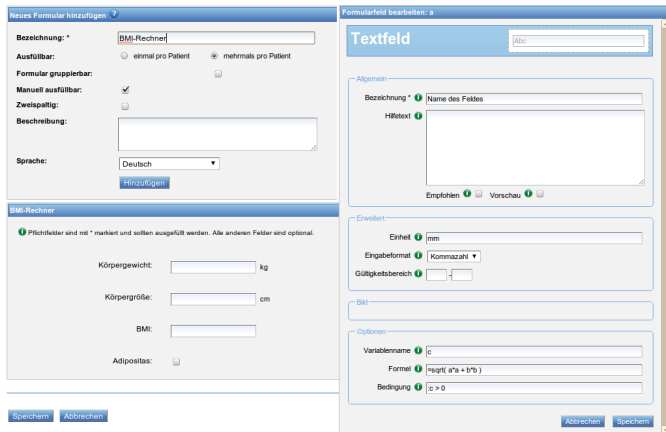 Neues Formular hinzufügen ?
Bezeichnung: * BMI-Rechner
Ausfüllbar: einmal pro Patient mehrmals pro Patient
Formular gruppierbar:
Manuell ausfüllbar:
Zweispaltig:
Beschreibung:
Sprache: Deutsch
Hinzufügen
BMI-Rechner
Pflichtfelder sind mit * markiert und sollten ausgefüllt werden. Alle anderen Felder sind optional.
Körpergewicht: kg
Körpergröße: cm
BMI:
Adipositas:
Speichern Abbrechen
Formularfeld bearbeiten: a
Textfeld Abc
Allgemein
Bezeichnung * Name des Feldes
Hilfetext
Empfohlen Vorschau
Erweitert
Einheit mm
Eingabeformat Kommazahl
Gültigkeitsbereich -
Bild
Optionen
Variablenname c
Formel =sqrt( a*a + b*b )
Bedingung :c > 0
Abbrechen Speichern